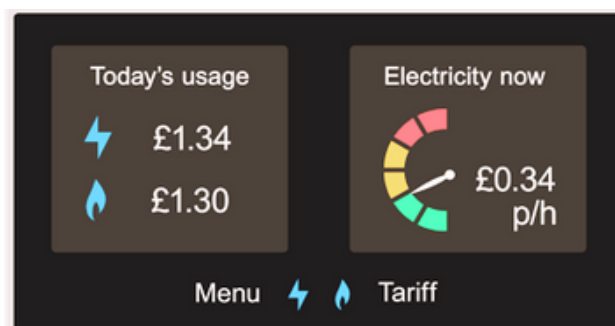 Today's usage
£1.34
£1.30
Electricity now
£0.34
p/h
Menu
Tariff